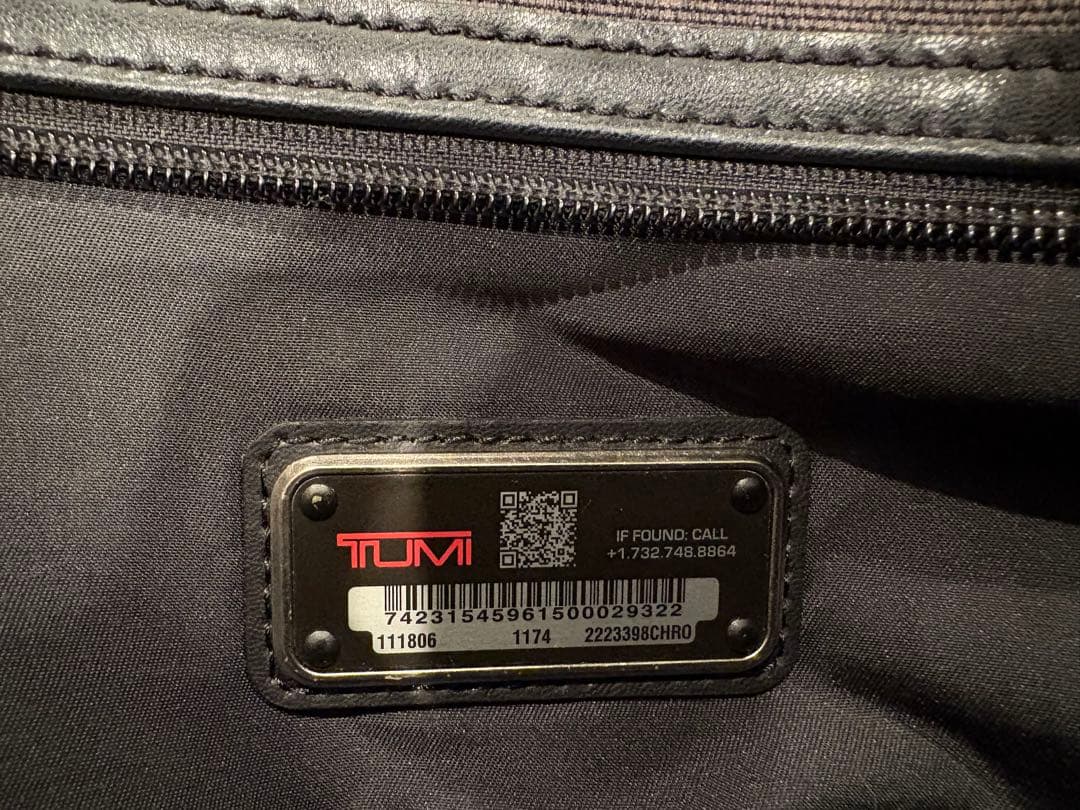 TUMI
IF FOUND: CALL
+1.732.748.8864
74231545961500029322
111806 1174 2223398CHRO